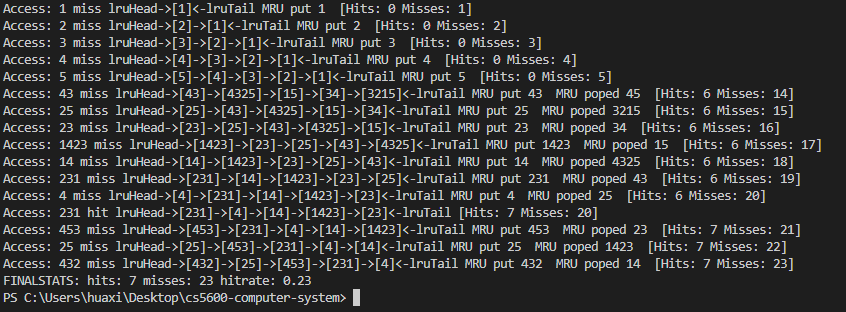 Access: 1 miss lruHead->[1]<-lruTail MRU put 1  [Hits: 0 Misses: 1]
Access: 2 miss lruHead->[2]->[1]<-lruTail MRU put 2  [Hits: 0 Misses: 2]
Access: 3 miss lruHead->[3]->[2]->[1]<-lruTail MRU put 3  [Hits: 0 Misses: 3]
Access: 4 miss lruHead->[4]->[3]->[2]->[1]<-lruTail MRU put 4  [Hits: 0 Misses: 4]
Access: 5 miss lruHead->[5]->[4]->[3]->[2]->[1]<-lruTail MRU put 5  [Hits: 0 Misses: 5]
Access: 43 miss lruHead->[43]->[4325]->[15]->[34]->[3215]<-lruTail MRU put 43  MRU poped 45  [Hits: 6 Misses: 14]
Access: 25 miss lruHead->[25]->[43]->[4325]->[15]->[34]<-lruTail MRU put 25  MRU poped 3215  [Hits: 6 Misses: 15]
Access: 23 miss lruHead->[23]->[25]->[43]->[4325]->[15]<-lruTail MRU put 23  MRU poped 34  [Hits: 6 Misses: 16]
Access: 1423 miss lruHead->[1423]->[23]->[25]->[43]->[4325]<-lruTail MRU put 1423  MRU poped 15  [Hits: 6 Misses: 17]
Access: 14 miss lruHead->[14]->[1423]->[23]->[25]->[43]<-lruTail MRU put 14  MRU poped 4325  [Hits: 6 Misses: 18]
Access: 231 miss lruHead->[231]->[14]->[1423]->[23]->[25]<-lruTail MRU put 231  MRU poped 43  [Hits: 6 Misses: 19]
Access: 4 miss lruHead->[4]->[231]->[14]->[1423]->[23]<-lruTail MRU put 4  MRU poped 25  [Hits: 6 Misses: 20]
Access: 231 hit lruHead->[231]->[4]->[14]->[1423]->[23]<-lruTail [Hits: 7 Misses: 20]
Access: 453 miss lruHead->[453]->[231]->[4]->[14]->[1423]<-lruTail MRU put 453  MRU poped 23  [Hits: 7 Misses: 21]
Access: 25 miss lruHead->[25]->[453]->[231]->[4]->[14]<-lruTail MRU put 25  MRU poped 1423  [Hits: 7 Misses: 22]
Access: 432 miss lruHead->[432]->[25]->[453]->[231]->[4]<-lruTail MRU put 432  MRU poped 14  [Hits: 7 Misses: 23]
FINALSTATS: hits: 7 misses: 23 hitrate: 0.23
PS C:\Users\huaxi\Desktop\cs5600-computer-system>